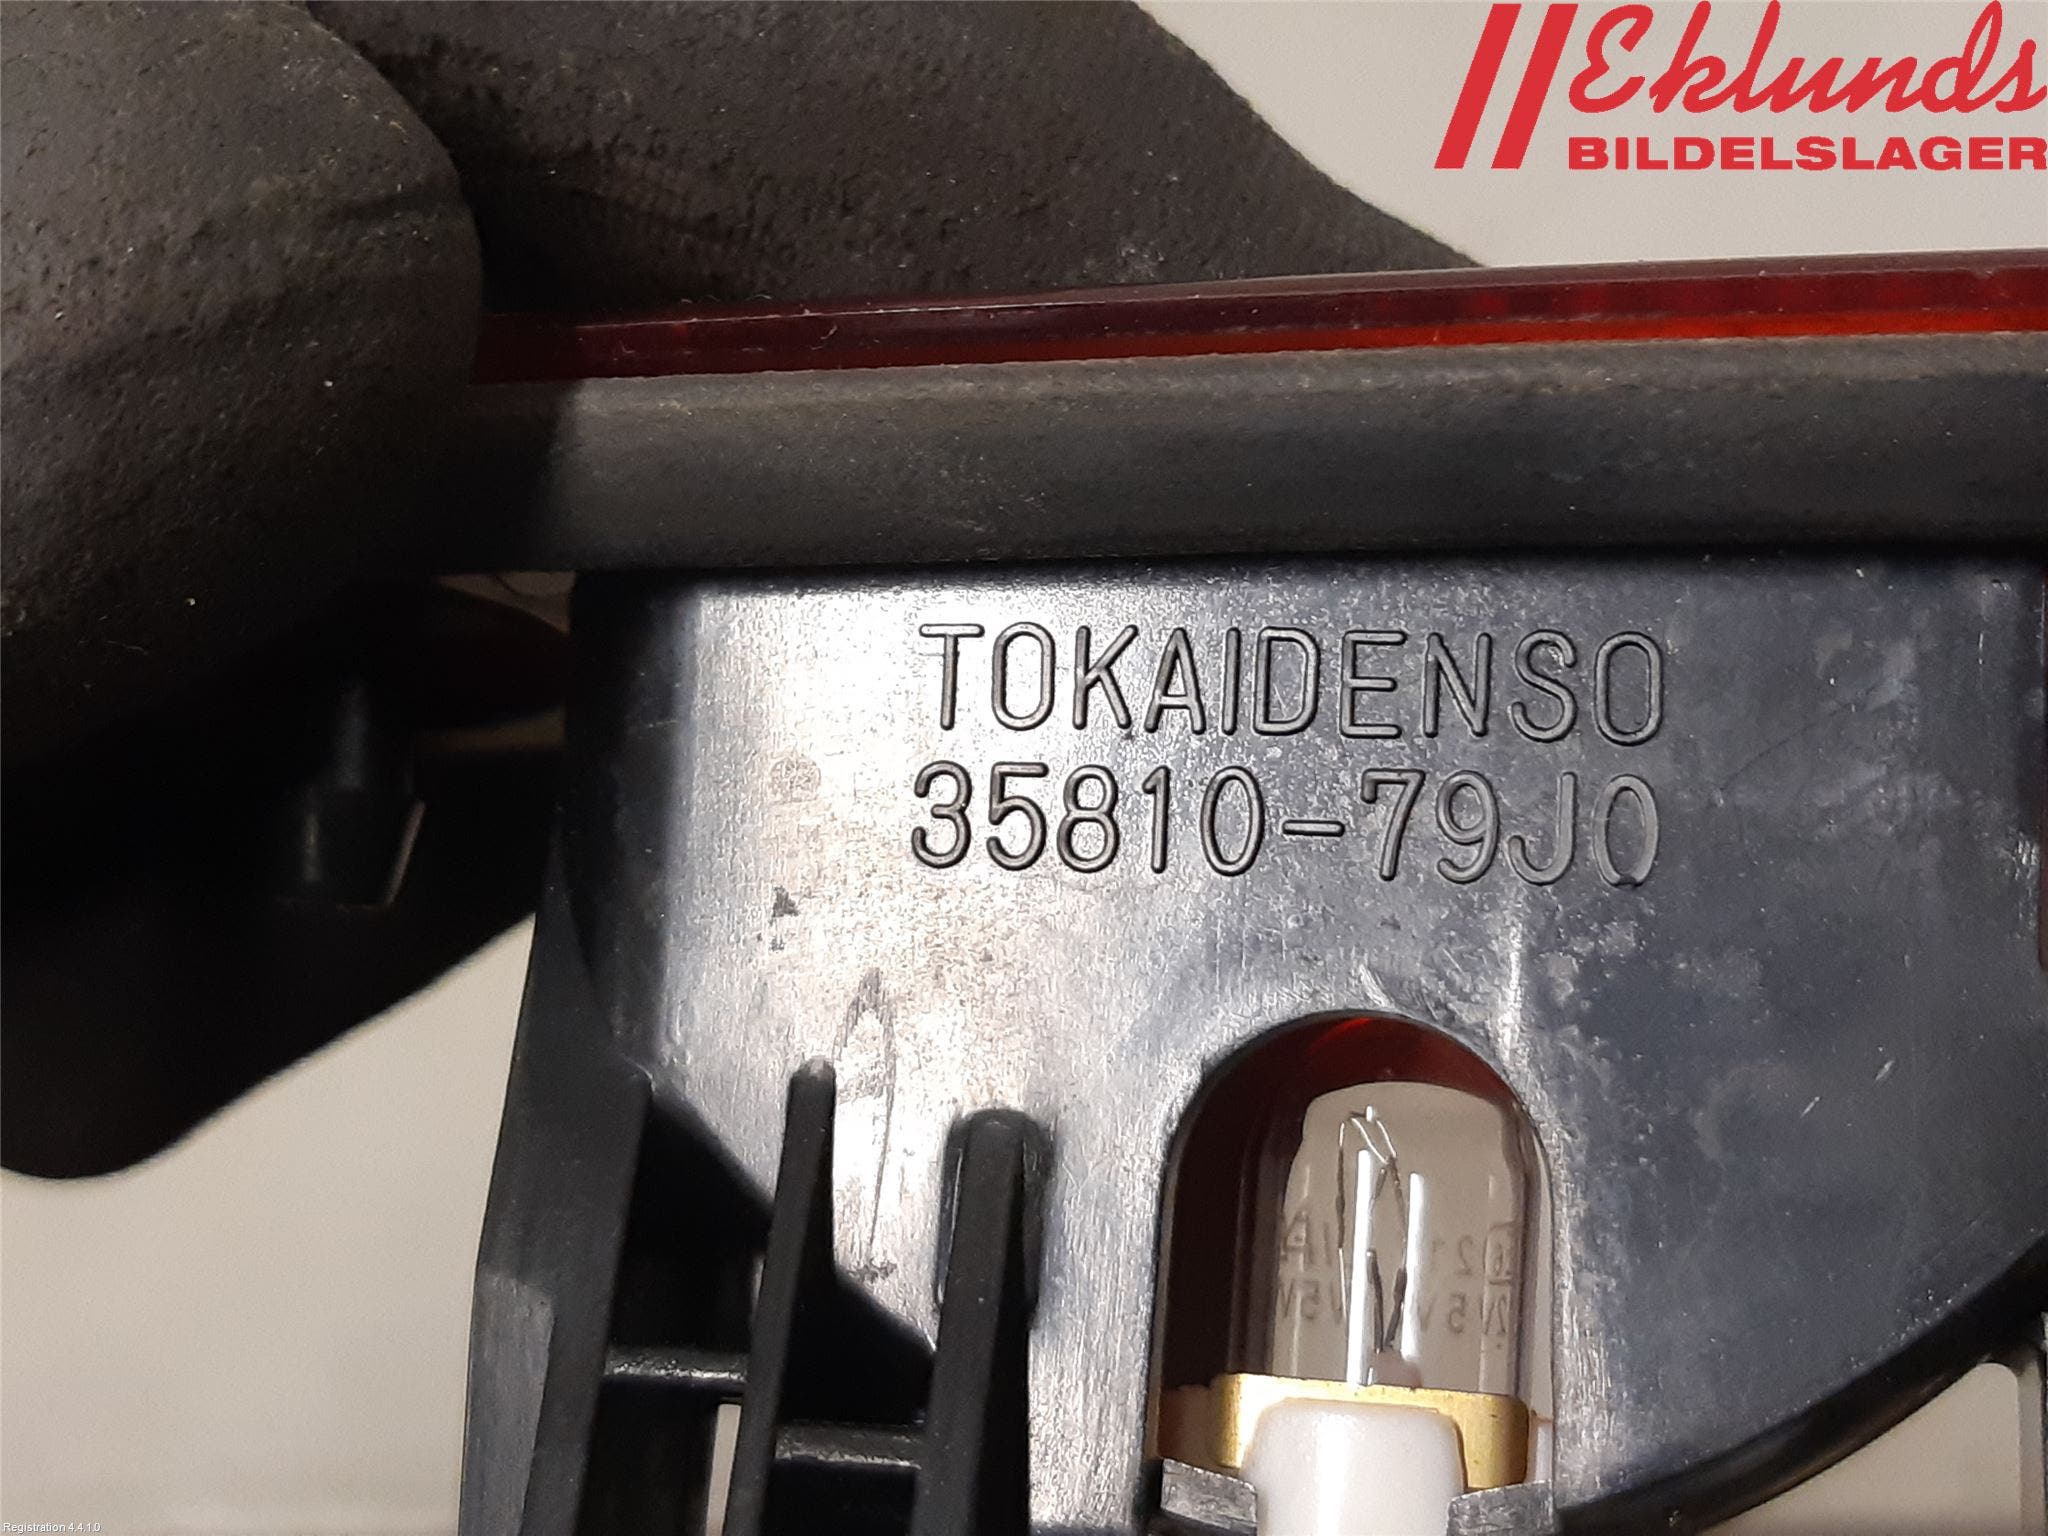 Eklunds
BILDELSLAGER
TOKAIDENSO
35810-79J0
Registration 4.4.1.0